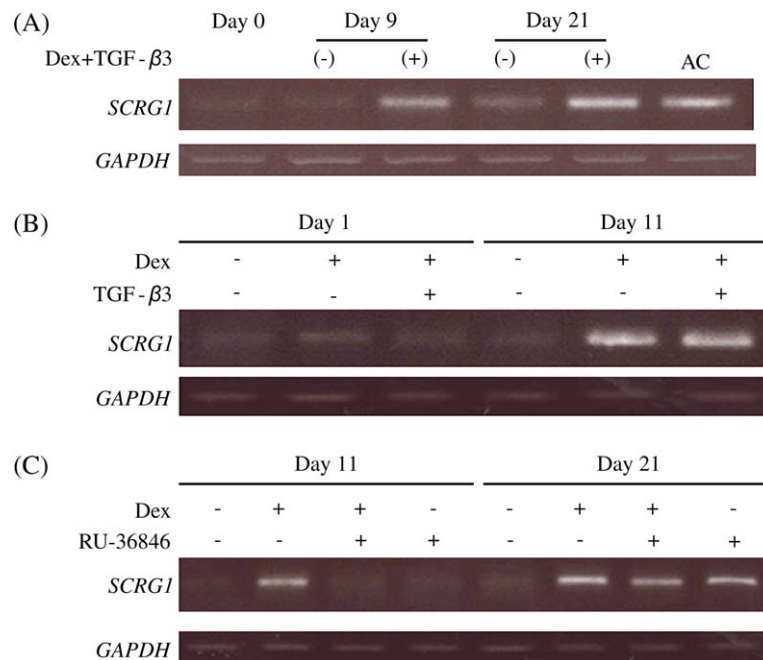 (A) Day 0 Day 9 Day 21
Dex+TGF-β3 (-) (+) (-) (+) AC
SCRG1
GAPDH
(B) Day 1 Day 11
Dex - + + - + +
TGF-β3 - - + - - +
SCRG1
GAPDH
(C) Day 11 Day 21
Dex - + + - - + + -
RU-36846 - - + + - - + +
SCRG1
GAPDH